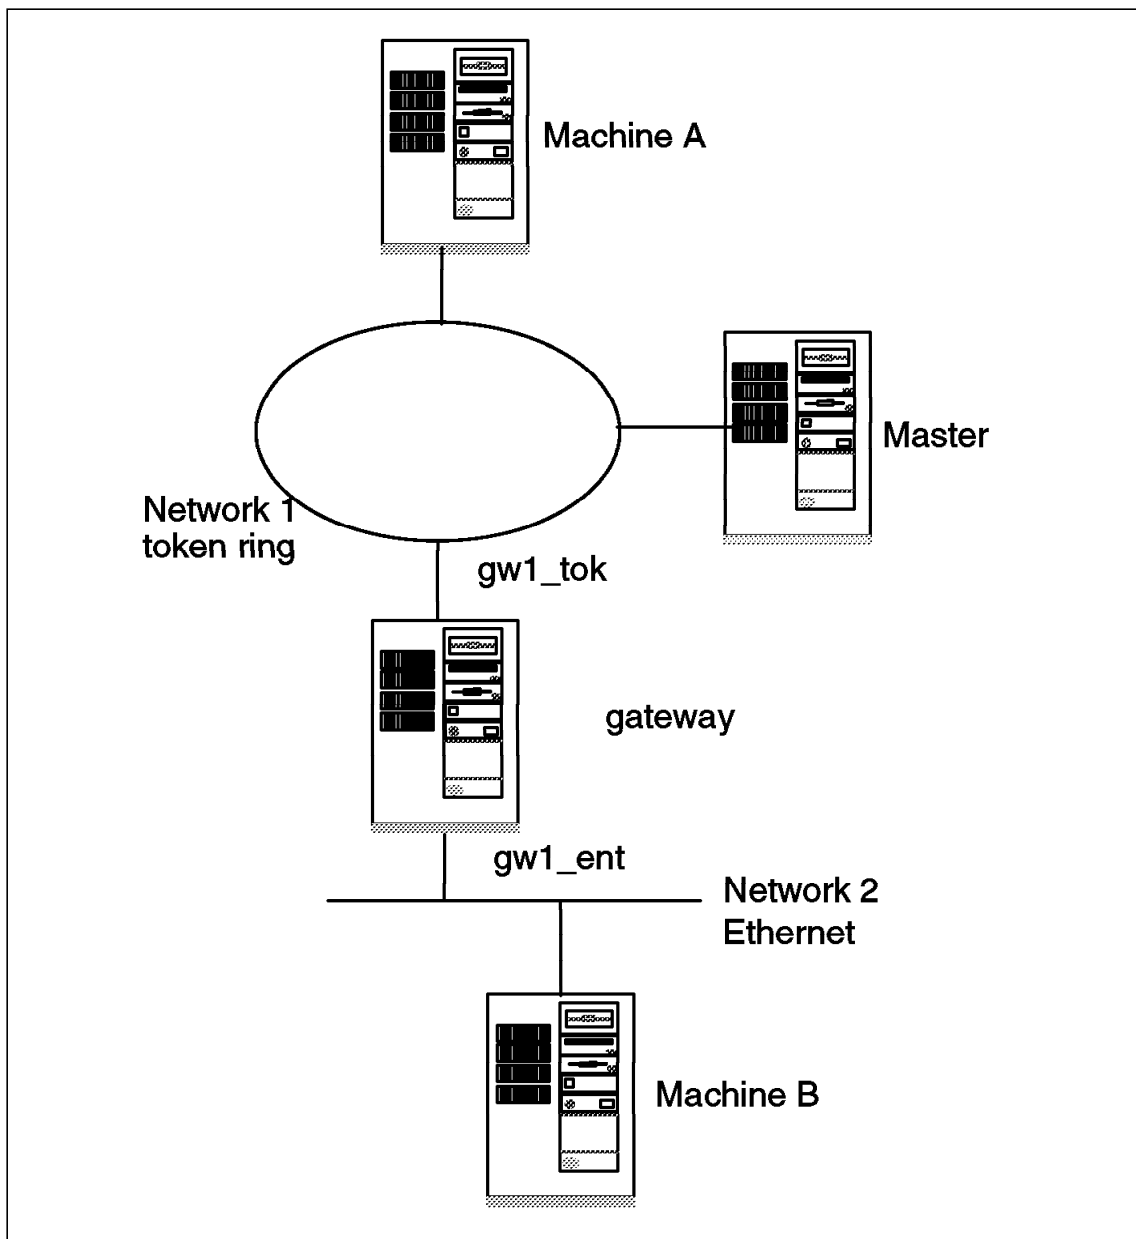 Machine A
Master
Network 1
token ring
gw1_tok
gateway
gw1_ent
Network 2
Ethernet
Machine B